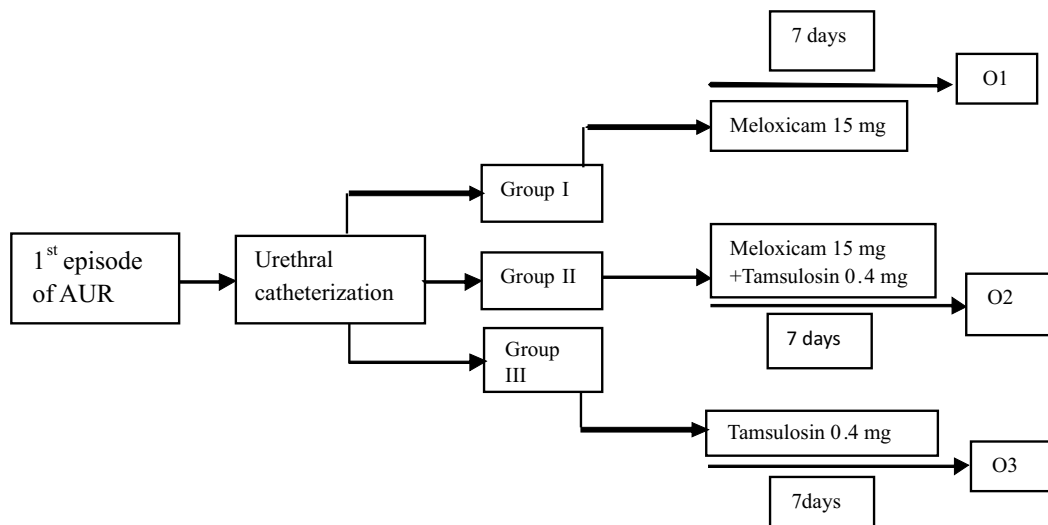 1st episode
of AUR
Urethral
catheterization
Group I
Group II
Group
III
7 days
Meloxicam 15 mg
O1
Meloxicam 15 mg
+Tamsulosin 0.4 mg
7 days
O2
Tamsulosin 0.4 mg
7days
O3